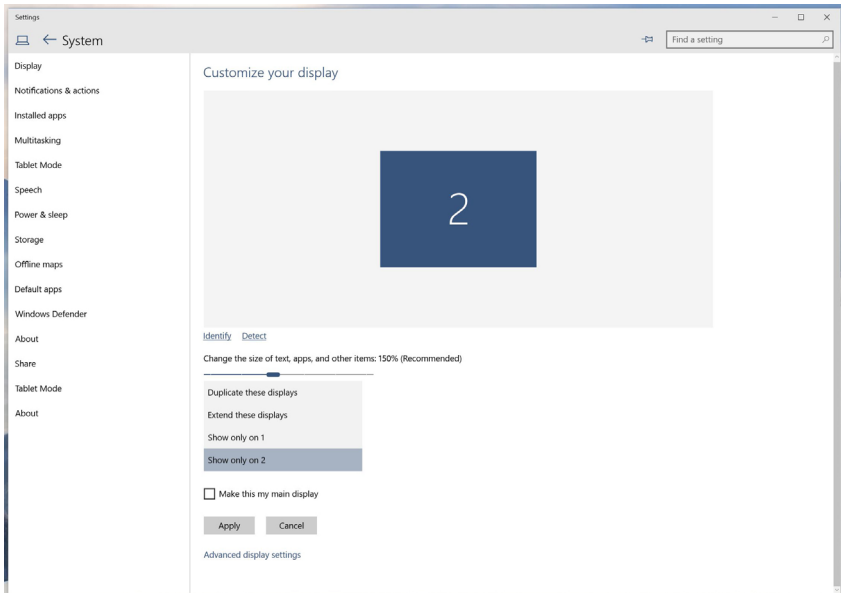 Settings
System
Find a setting
Display
Notifications & actions
Installed apps
Multitasking
Tablet Mode
Speech
Power & sleep
Storage
Offline maps
Default apps
Windows Defender
About
Share
Tablet Mode
About
Customize your display
2
Identify Detect
Change the size of text, apps, and other items: 150% (Recommended)
Duplicate these displays
Extend these displays
Show only on 1
Show only on 2
Make this my main display
Apply Cancel
Advanced display settings